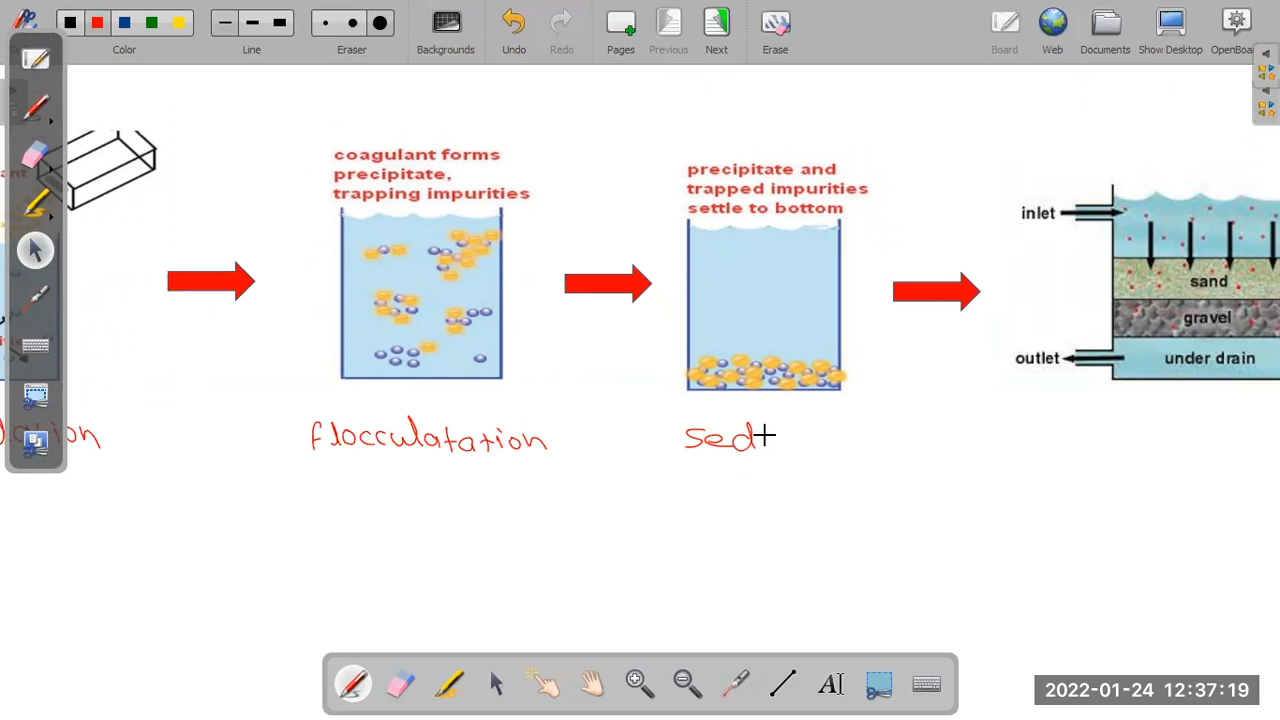 Color
Line
Eraser
Backgrounds
Undo
Redo
Pages
Previous
Next
Erase
Board
Web
Documents
Show Desktop
OpenBoa
coagulant forms
precipitate,
trapping impurities
precipitate and
trapped impurities
settle to bottom
inlet
sand
gravel
outlet
under drain
flocculatation
sed
2022-01-24 12:37:19